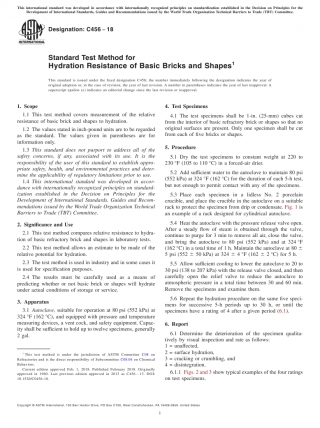 This international standard was developed in accordance with internationally recognized principles on standardization established in the Decision on Principles for the
Development of International Standards, Guides and Recommendations issued by the World Trade Organization Technical Barriers to Trade (TBT) Committee.
Designation: C456 − 18
INTERNATIONAL
Standard Test Method for
Hydration Resistance of Basic Bricks and Shapes1
This standard is issued under the fixed designation C456; the number immediately following the designation indicates the year of
original adoption or, in the case of revision, the year of last revision. A number in parentheses indicates the year of last reapproval. A
superscript epsilon (ε) indicates an editorial change since the last revision or reapproval.
1. Scope
1.1 This test method covers measurement of the relative
resistance of basic brick and shapes to hydration.
1.2 The values stated in inch-pound units are to be regarded
as the standard. The values given in parentheses are for
information only.
1.3 This standard does not purport to address all of the
safety concerns, if any, associated with its use. It is the
responsibility of the user of this standard to establish appro-
priate safety, health, and environmental practices and deter-
mine the applicability of regulatory limitations prior to use.
1.4 This international standard was developed in accor-
dance with internationally recognized principles on standard-
ization established in the Decision on Principles for the
Development of International Standards, Guides and Recom-
mendations issued by the World Trade Organization Technical
Barriers to Trade (TBT) Committee.
2. Significance and Use
2.1 This test method compares relative resistance to hydra-
tion of basic refractory brick and shapes in laboratory tests.
2.2 This test method allows an estimate to be made of the
relative potential for hydration.
2.3 The test method is used in industry and in some cases it
is used for specification purposes.
2.4 The results must be carefully used as a means of
predicting whether or not basic brick or shapes will hydrate
under actual conditions of storage or service.
3. Apparatus
3.1 Autoclave, suitable for operation at 80 psi (552 kPa) at
324 °F (162 °C), and equipped with pressure and temperature
measuring devices, a vent cock, and safety equipment. Capac-
ity shall be sufficient to hold up to twelve specimens, generally
2 gal.
1 This test method is under the jurisdiction of ASTM Committee C08 on
Refractories and is the direct responsibility of Subcommittee C08.04 on Chemical
Behaviors.
Current edition approved Feb. 1, 2018. Published February 2018. Originally
approved in 1960. Last previous edition approved in 2013 as C456 – 13.
4. Test Specimens
4.1 The test specimens shall be 1-in. (25-mm) cubes cut
from the interior of basic refractory brick or shapes so that no
original surfaces are present. Only one specimen shall be cut
from each of five bricks or shapes.
5. Procedure
5.1 Dry the test specimens to constant weight at 220 to
230 °F (105 to 110 °C) in a forced-air drier.
5.2 Add sufficient water to the autoclave to maintain 80 psi
(552 kPa) at 324 °F (162 °C) for the duration of each 5-h test,
but not enough to permit contact with any of the specimens.
5.3 Place each specimen in a lidless No. 2 porcelain
crucible, and place the crucible in the autoclave on a suitable
rack to protect the specimen from drip or condensate. Fig. 1 is
an example of a rack designed for cylindrical autoclave.
5.4 Heat the autoclave with the pressure release valve open.
After a steady flow of steam is obtained through the valve,
continue to purge for 3 min to remove all air, close the valve,
and bring the autoclave to 80 psi (552 kPa) and at 324 °F
(162 °C) in a total time of 1 h. Maintain the autoclave at 80 ±
5 psi (552 ± 30 kPa) at 324 ± 4 °F (162 ± 2 °C) for 5 h.
5.5 Allow sufficient cooling to lower the autoclave to 20 to
30 psi (138 to 207 kPa) with the release valve closed, and then
carefully open the relief valve to reduce the autoclave to
atmospheric pressure in a total time between 30 and 60 min.
Remove the specimens and examine them.
5.6 Repeat the hydration procedure on the same five speci-
mens for successive 5-h periods up to 30 h, or until the
specimens have a rating of 4 after a given period (6.1).
6. Report
6.1 Determine the deterioration of the specimen qualita-
tively by visual inspection and rate as follows:
1 = unaffected,
2 = surface hydration,
3 = cracking or crumbling, and
4 = disintegration.
6.1.1 Figs. 2 and 3 show typical examples of the four ratings
on test specimens.
Copyright © ASTM International, 100 Barr Harbor Drive, PO Box C700, West Conshohocken, PA 19428-2959. United States
1